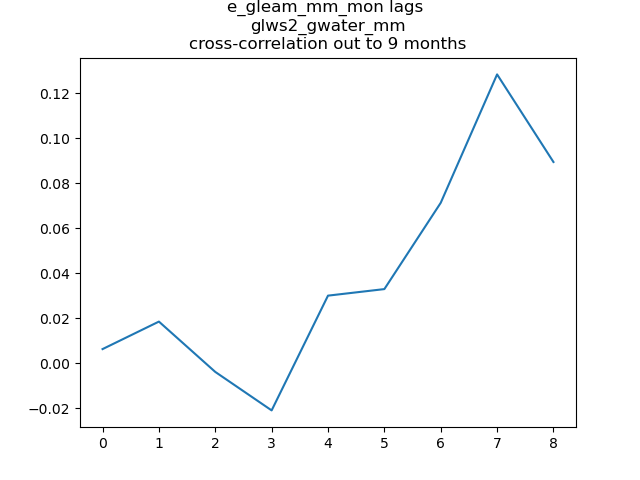 e_gleam_mm_mon lags
glws2_gwater_mm
cross-correlation out to 9 months
0.12
0.10
0.08
0.06
0.04
0.02
0.00
−0.02
0 1 2 3 4 5 6 7 8